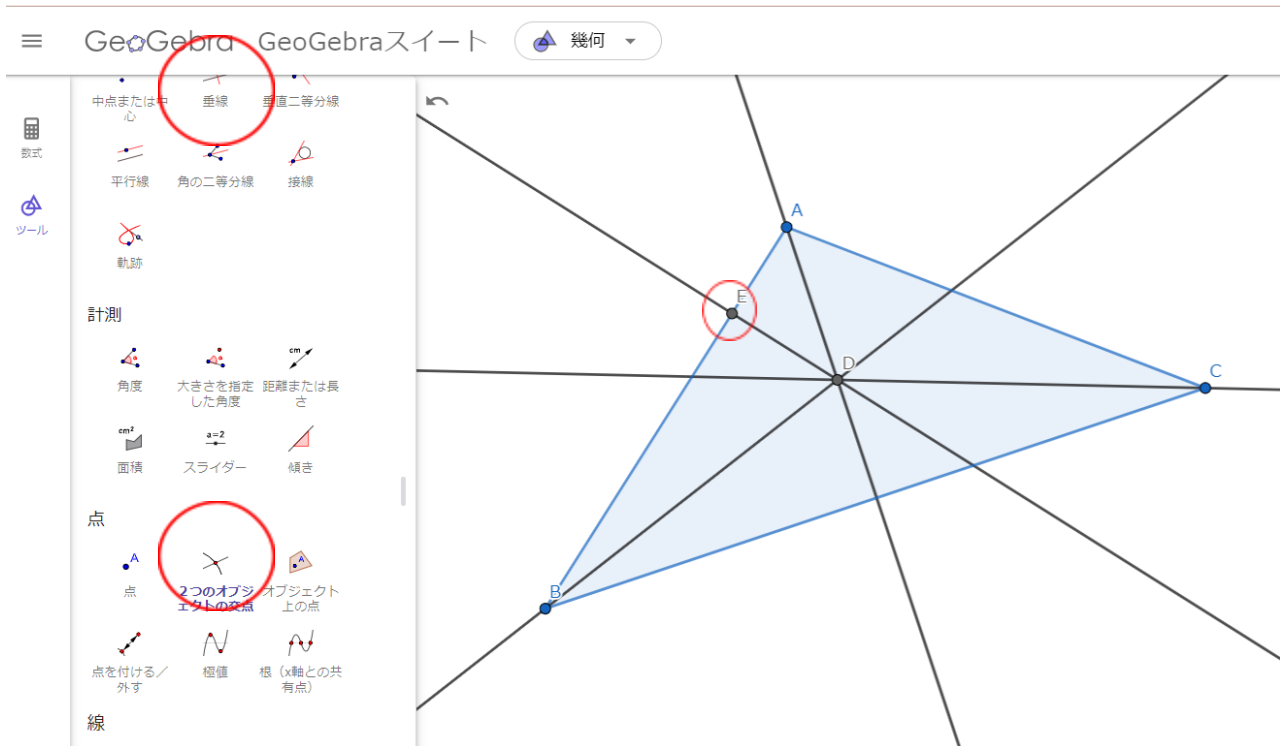 GeoGebra GeoGebraスイート 幾何
数式
ツール
中点または中心 垂線 垂直二等分線
平行線 角の二等分線 接線
軌跡
計測
cm
角度 大きさを指定した角度 距離または長さ
cm² a=2
面積 スライダー 傾き
点
A A
点 2つのオブジェクトの交点 オブジェクト上の点
点を付ける/外す 極値 根（x軸との共有点）
線
A
E
D
C
B